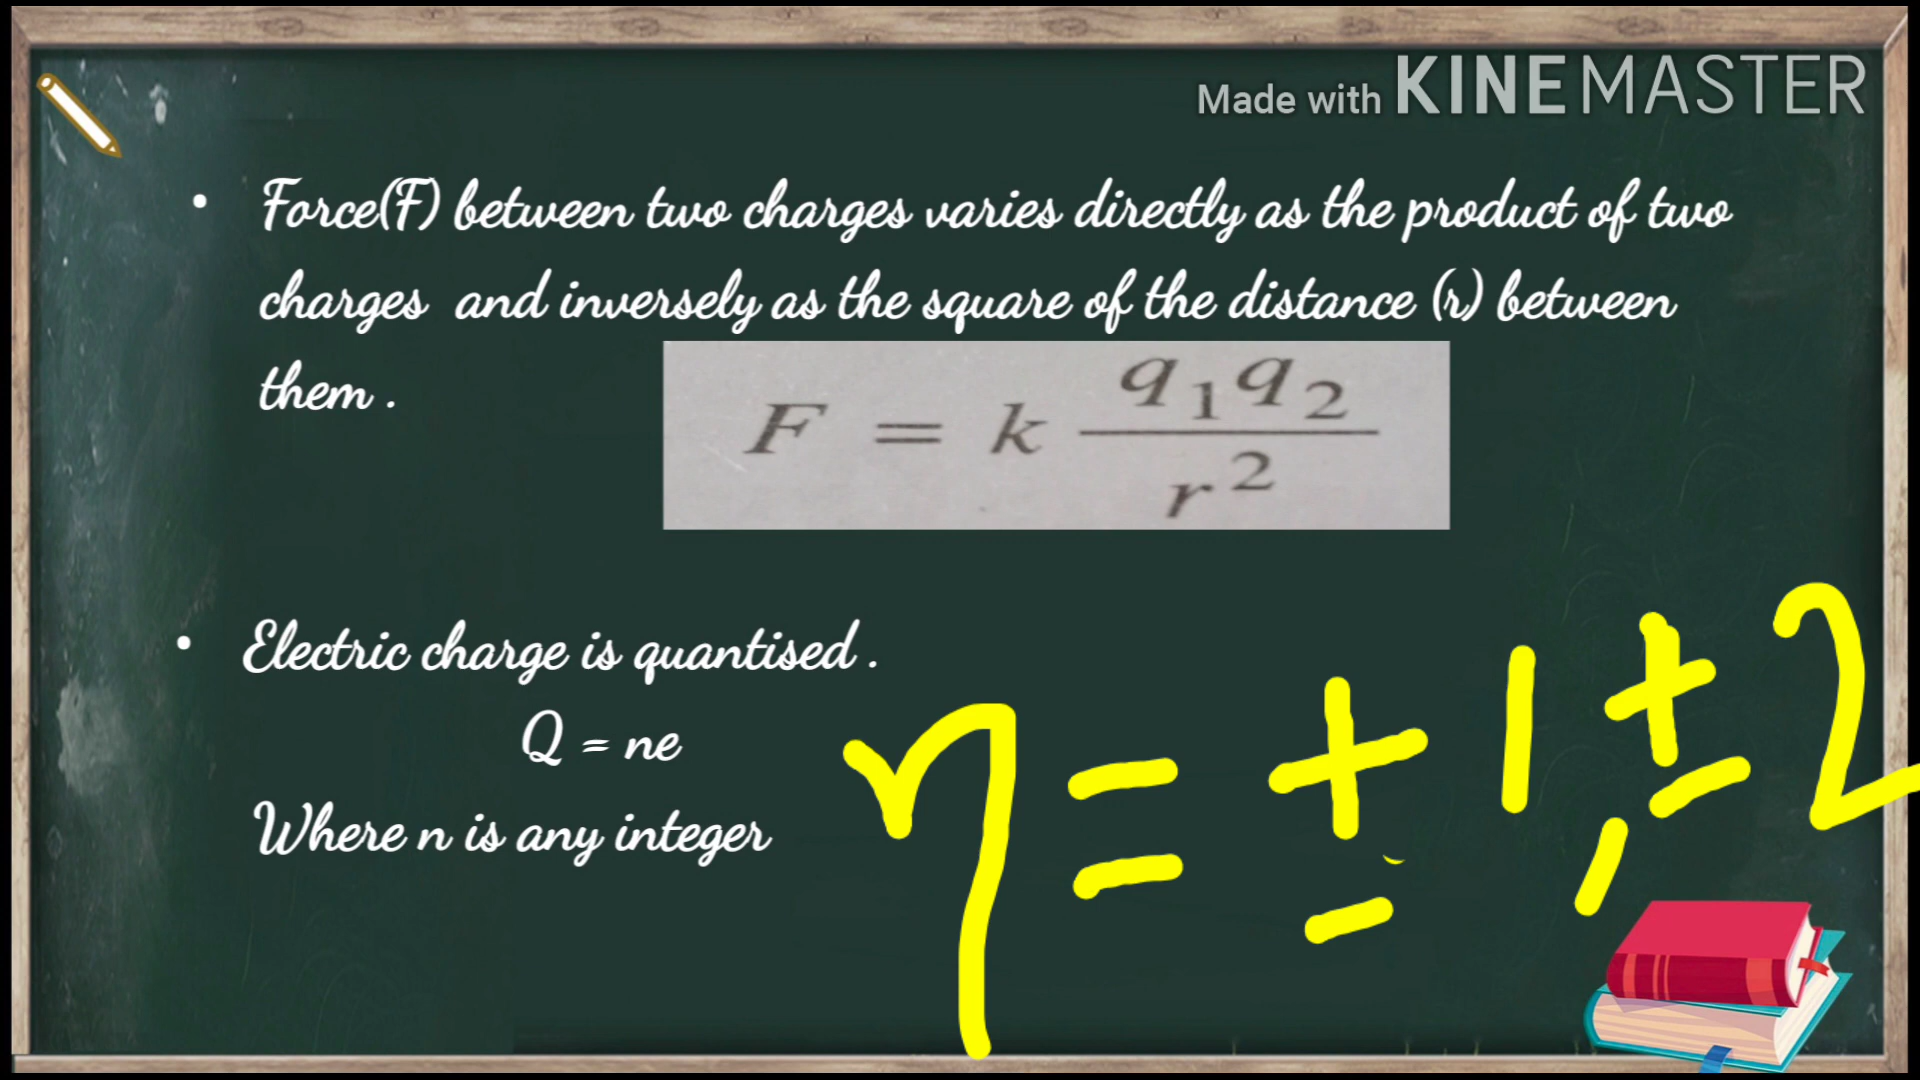 Made with KINEMASTER
• Force(F) between two charges varies directly as the product of two
charges and inversely as the square of the distance (r) between
them .
F = k q₁q₂ / r²
• Electric charge is quantised .
Q = ne
Where n is any integer
n = ± 1, ± 2